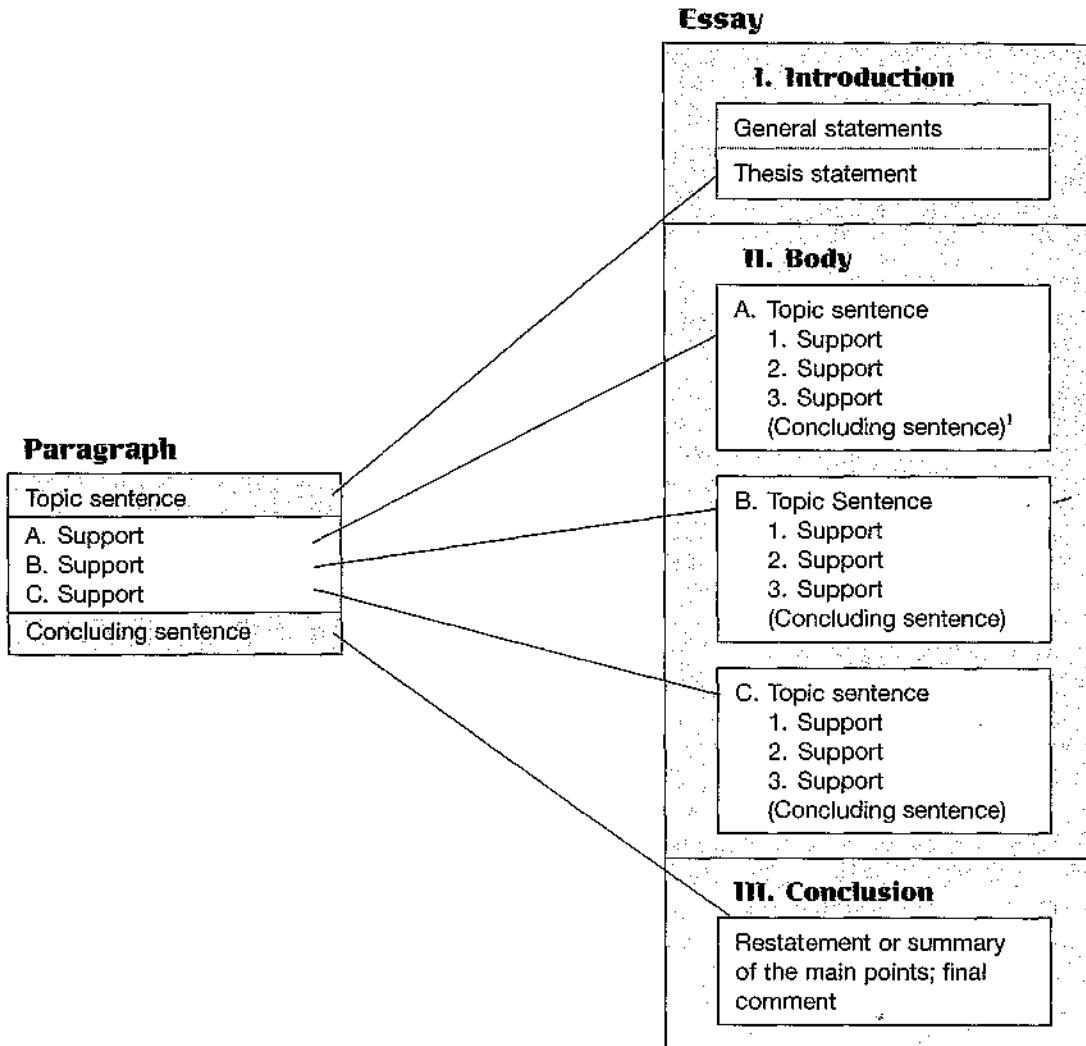 Essay
I. Introduction
General statements
Thesis statement
II. Body
A. Topic sentence
1. Support
2. Support
3. Support
(Concluding sentence)¹
Paragraph
Topic sentence
A. Support
B. Support
C. Support
Concluding sentence
B. Topic Sentence
1. Support
2. Support
3. Support
(Concluding sentence)
C. Topic sentence
1. Support
2. Support
3. Support
(Concluding sentence)
III. Conclusion
Restatement or summary
of the main points; final
comment